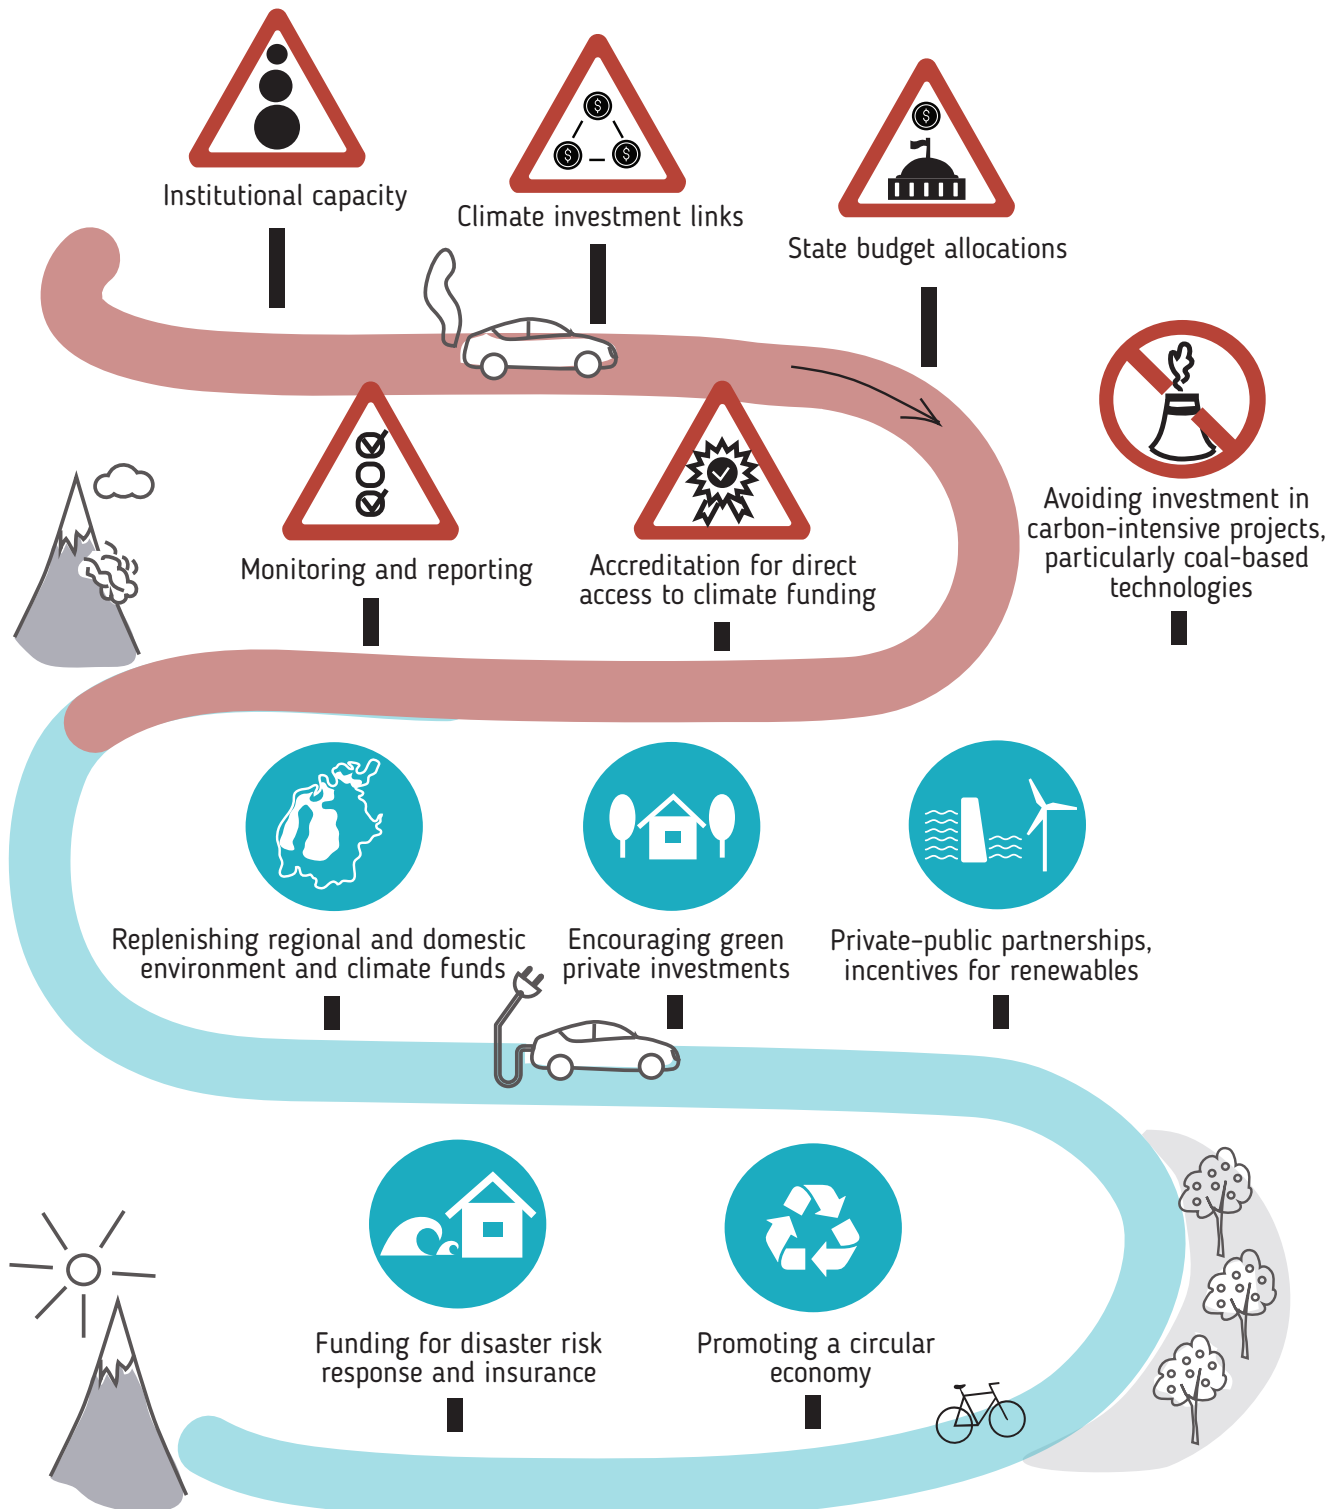 Institutional capacity
Climate investment links
State budget allocations
Monitoring and reporting
Accreditation for direct
access to climate funding
Avoiding investment in
carbon-intensive projects,
particularly coal-based
technologies
Replenishing regional and domestic
environment and climate funds
Encouraging green
private investments
Private-public partnerships,
incentives for renewables
Funding for disaster risk
response and insurance
Promoting a circular
economy